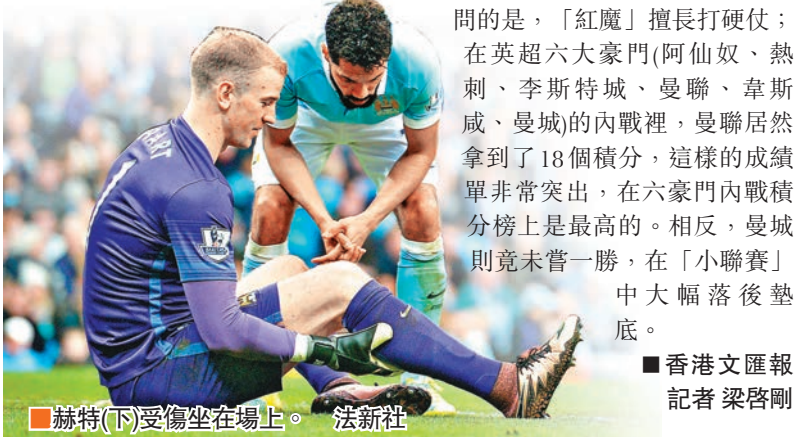 問的是，「紅魔」擅長打硬仗；
在英超六大豪門(阿仙奴、熱
刺、李斯特城、曼聯、韋斯
咸、曼城)的內戰裡，曼聯居然
拿到了18個積分，這樣的成績
單非常突出，在六豪門內戰積
分榜上是最高的。相反，曼城
則竟未嘗一勝，在「小聯賽」
中大幅落後墊
底。
■香港文匯報
記者 梁啓剛
HART
1
■赫特(下)受傷坐在場上。 法新社